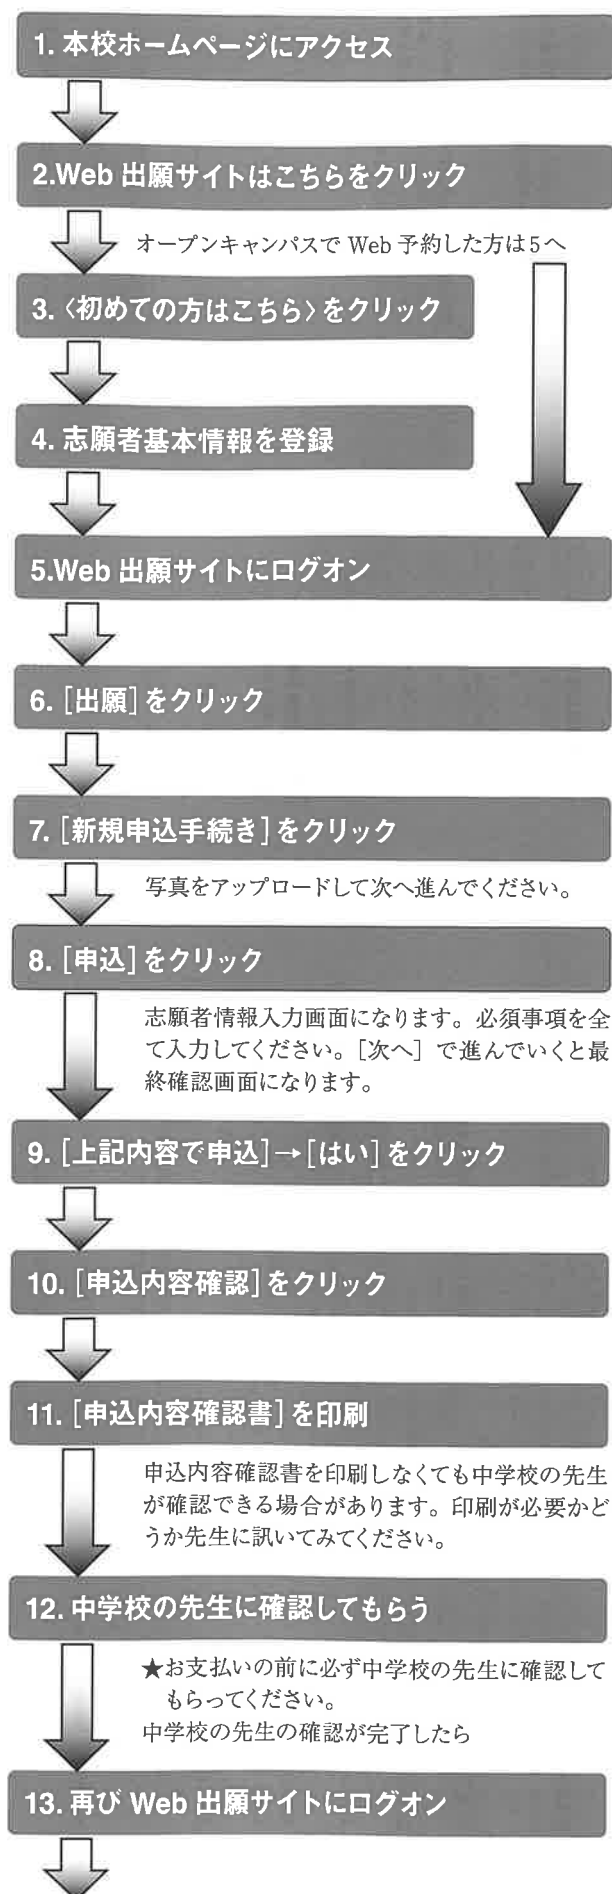 1. 本校ホームページにアクセス
2.Web 出願サイトはこちらをクリック
オープンキャンパスで Web 予約した方は5へ
3.〈初めての方はこちら〉をクリック
4. 志願者基本情報を登録
5.Web 出願サイトにログオン
6.［出願］をクリック
7.［新規申込手続き］をクリック
写真をアップロードして次へ進んでください。
8.［申込］をクリック
志願者情報入力画面になります。必須事項を全
て入力してください。［次へ］で進んでいくと最
終確認画面になります。
9.［上記内容で申込］→［はい］をクリック
10.［申込内容確認］をクリック
11.［申込内容確認書］を印刷
申込内容確認書を印刷しなくても中学校の先生
が確認できる場合があります。印刷が必要かど
うか先生に訊いてみてください。
12. 中学校の先生に確認してもらう
★お支払いの前に必ず中学校の先生に確認して
もらってください。
中学校の先生の確認が完了したら
13. 再び Web 出願サイトにログオン